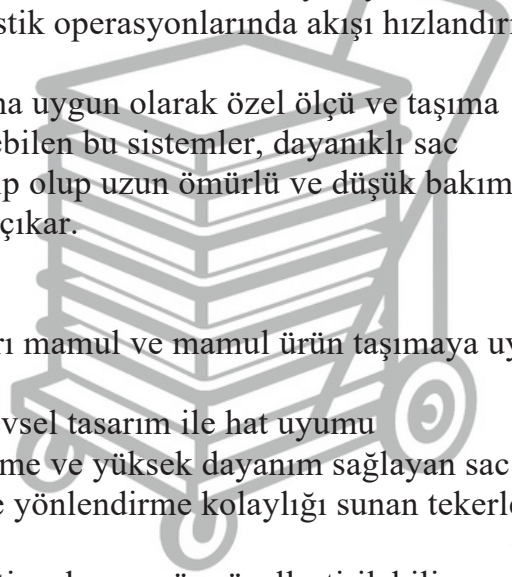 stik operasyonlarında akışı hızlandırı
na uygun olarak özel ölçü ve taşıma
ebilen bu sistemler, dayanıklı sac
ıp olup uzun ömürlü ve düşük bakım
çıkar.
rı mamul ve mamul ürün taşımaya uy
vsel tasarım ile hat uyumu
me ve yüksek dayanım sağlayan sac
e yönlendirme kolaylığı sunan tekerle